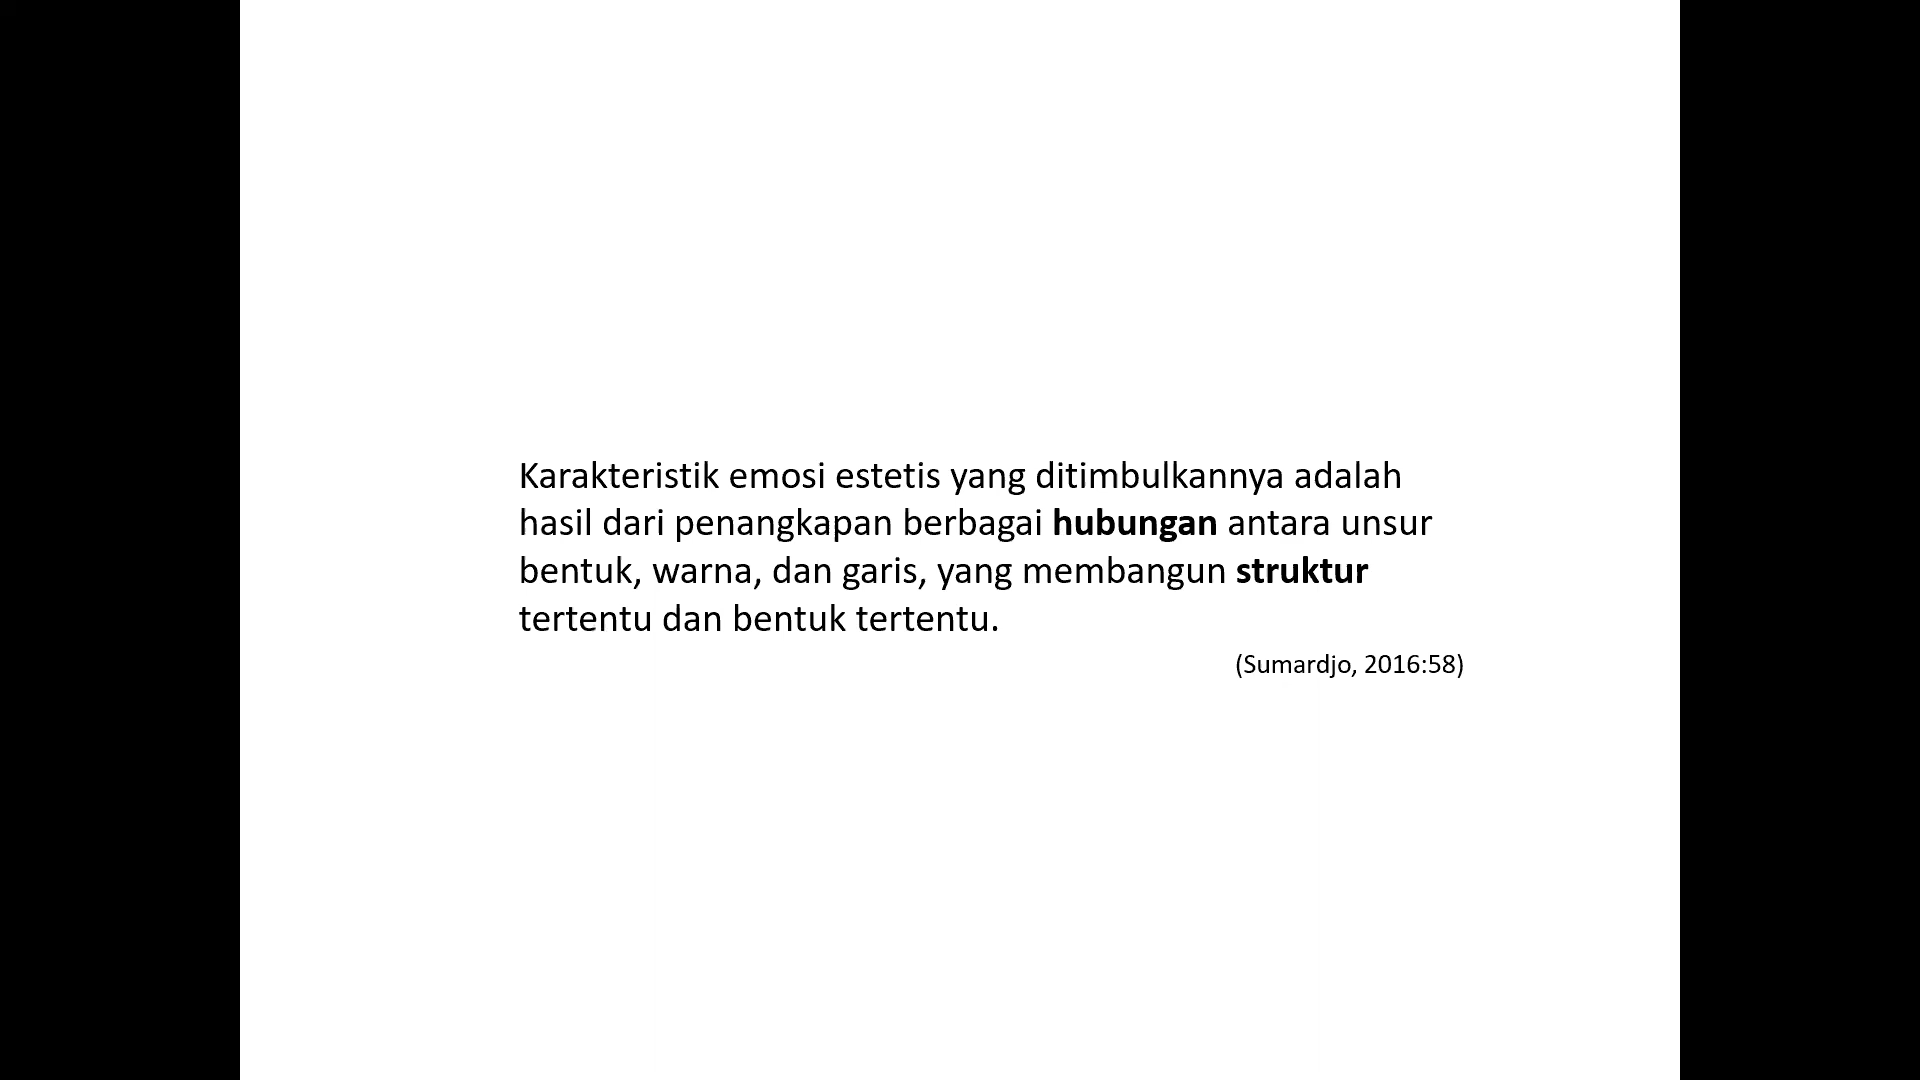 Karakteristik emosi estetis yang ditimbulkannya adalah
hasil dari penangkapan berbagai hubungan antara unsur
bentuk, warna, dan garis, yang membangun struktur
tertentu dan bentuk tertentu.
(Sumardjo, 2016:58)